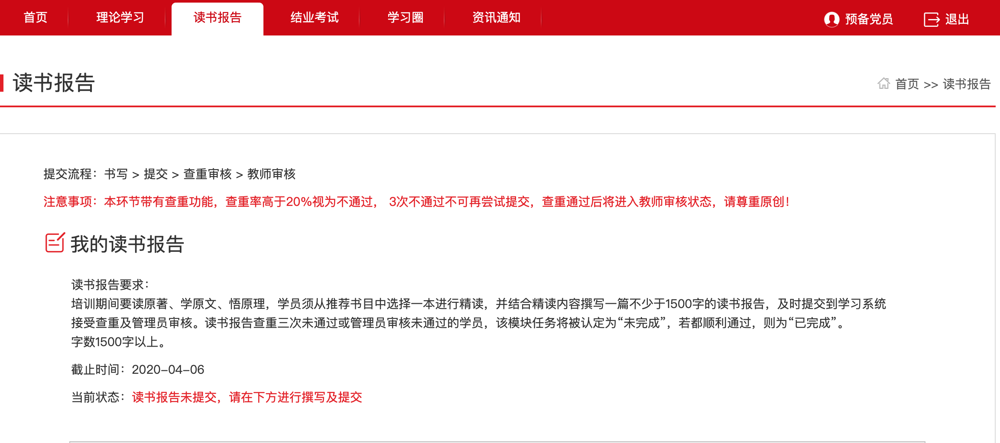 首页 理论学习 读书报告 结业考试 学习圈 资讯通知 预备党员 退出
读书报告
首页 >> 读书报告
提交流程：书写 > 提交 > 查重审核 > 教师审核
注意事项：本环节带有查重功能，查重率高于20%视为不通过， 3次不通过不可再尝试提交，查重通过后将进入教师审核状态，请尊重原创！
我的读书报告
读书报告要求：
培训期间要读原著、学原文、悟原理，学员须从推荐书目中选择一本进行精读，并结合精读内容撰写一篇不少于1500字的读书报告，及时提交到学习系统
接受查重及管理员审核。读书报告查重三次未通过或管理员审核未通过的学员，该模块任务将被认定为“未完成”，若都顺利通过，则为“已完成”。
字数1500字以上。
截止时间：2020-04-06
当前状态：读书报告未提交，请在下方进行撰写及提交